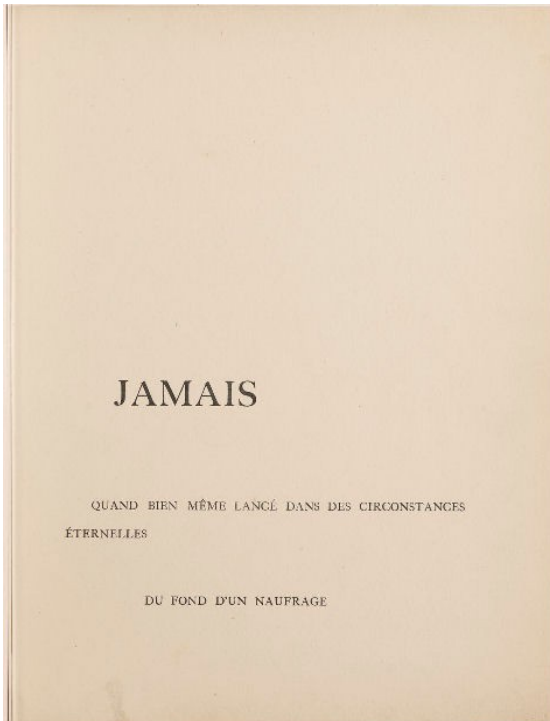 JAMAIS
QUAND BIEN MÊME LANCÉ DANS DES CIRCONSTANCES
ÉTERNELLES
DU FOND D'UN NAUFRAGE